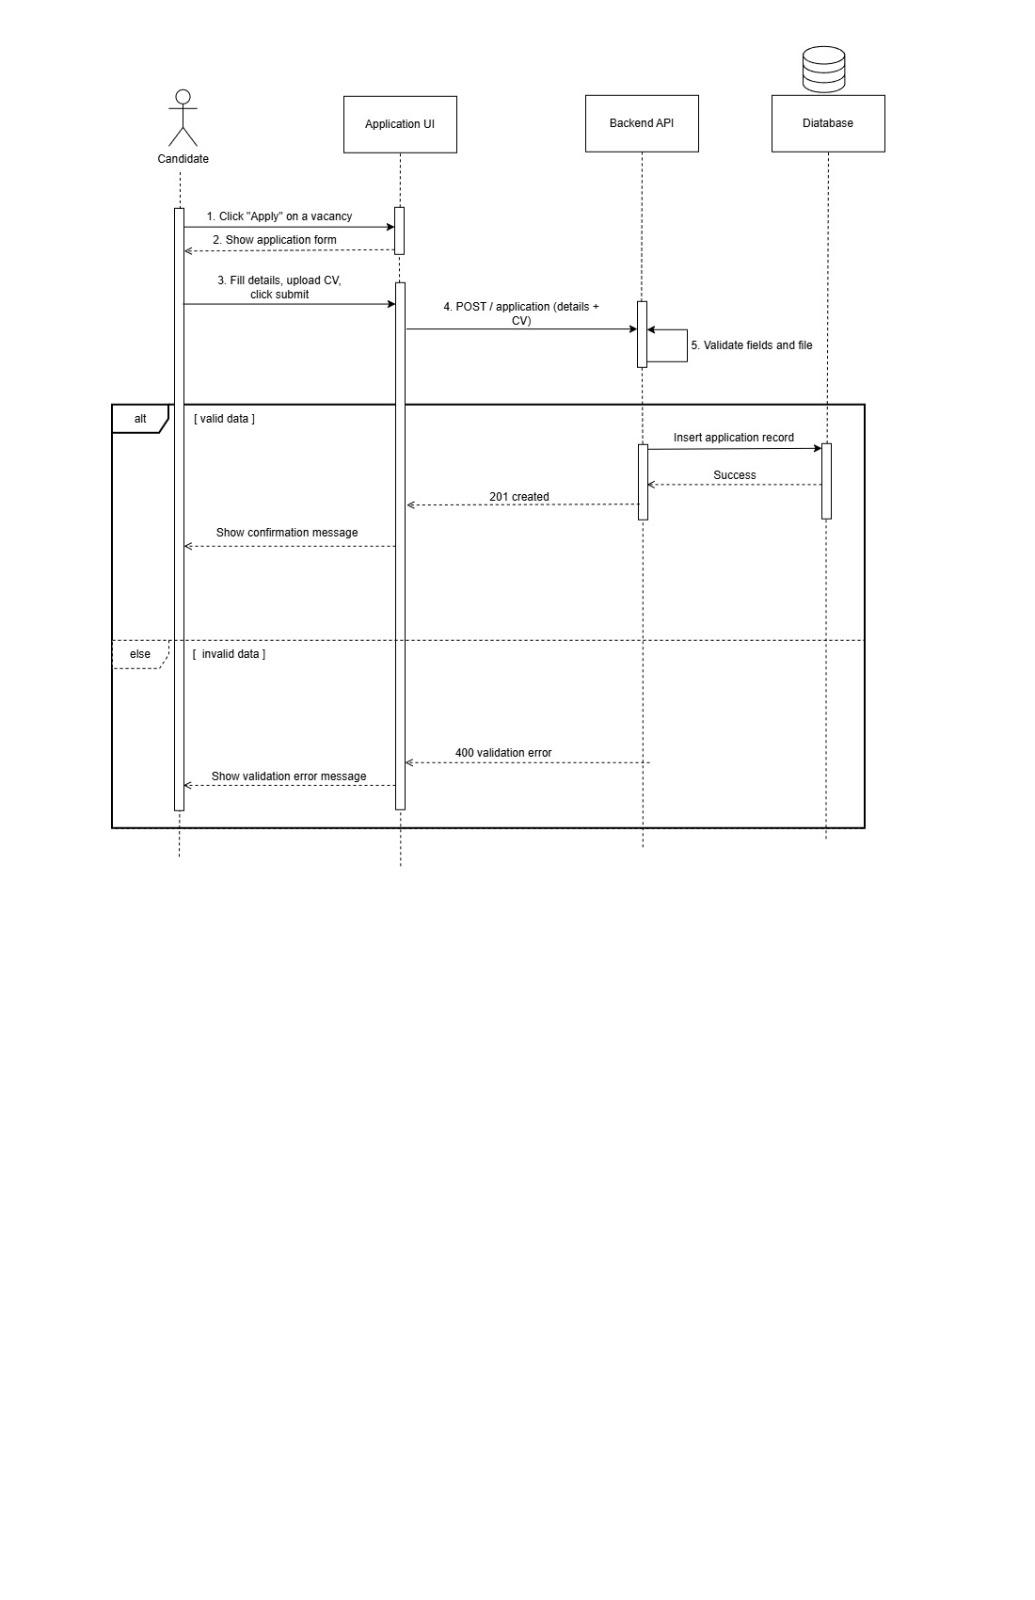 Candidate
Application UI
Backend API
Diatabase
1. Click "Apply" on a vacancy
2. Show application form
3. Fill details, upload CV,
click submit
4. POST / application (details +
CV)
5. Validate fields and file
alt
[ valid data ]
Insert application record
Success
201 created
Show confirmation message
else
[ invalid data ]
400 validation error
Show validation error message